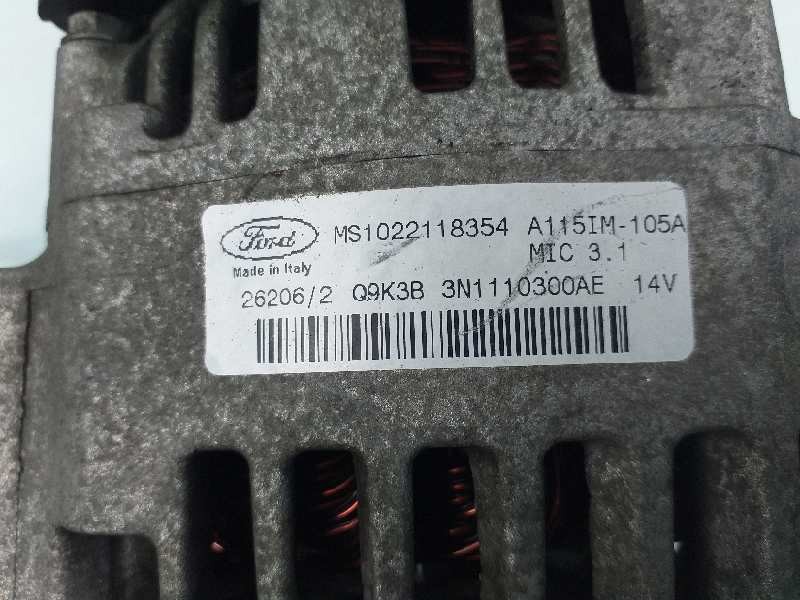 Ford MS1022118354 A115IM-105A
Made in Italy MIC 3.1
26206/2 Q9K3B 3N1110300AE 14V